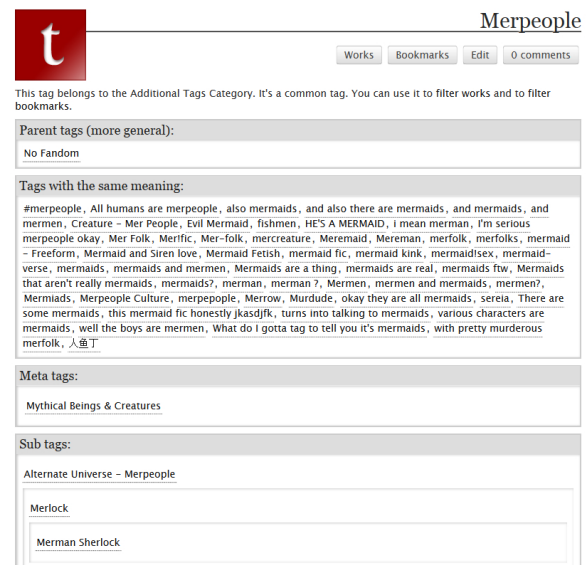 t
Merpeople
Works Bookmarks Edit 0 comments
This tag belongs to the Additional Tags Category. It's a common tag. You can use it to filter works and to filter
bookmarks.
Parent tags (more general):
No Fandom
Tags with the same meaning:
#merpeople, All humans are merpeople, also mermaids, and also there are mermaids, and mermaids, and
mermen, Creature - Mer People, Evil Mermaid, fishmen, HE'S A MERMAID, i mean merman, I'm serious
merpeople okay, Mer Folk, Mer!fic, Mer-folk, mercreature, Meremaid, Mereman, merfolk, merfolks, mermaid
- Freeform, Mermaid and Siren love, Mermaid Fetish, mermaid fic, mermaid kink, mermaid!sex, mermaid-
verse, mermaids, mermaids and mermen, Mermaids are a thing, mermaids are real, mermaids ftw, Mermaids
that aren't really mermaids, mermaids?, merman, merman ?, Mermen, mermen and mermaids, mermen?,
Mermiads, Merpeople Culture, merpepople, Merrow, Murdude, okay they are all mermaids, sereia, There are
some mermaids, this mermaid fic honestly jkasdjfk, turns into talking to mermaids, various characters are
mermaids, well the boys are mermen, What do I gotta tag to tell you it's mermaids, with pretty murderous
merfolk, 人鱼丁
Meta tags:
Mythical Beings & Creatures
Sub tags:
Alternate Universe - Merpeople
Merlock
Merman Sherlock